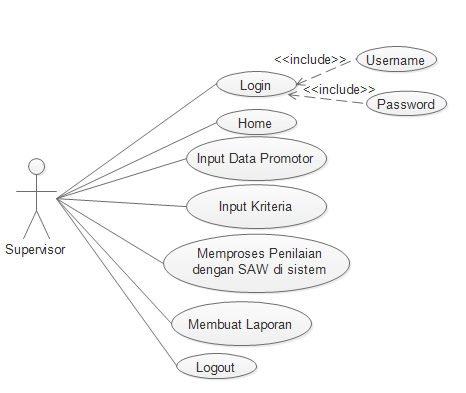 <<include>>
Username
Login
<<include>>
Password
Home
Input Data Promotor
Input Kriteria
Supervisor
Memproses Penilaian
dengan SAW di sistem
Membuat Laporan
Logout